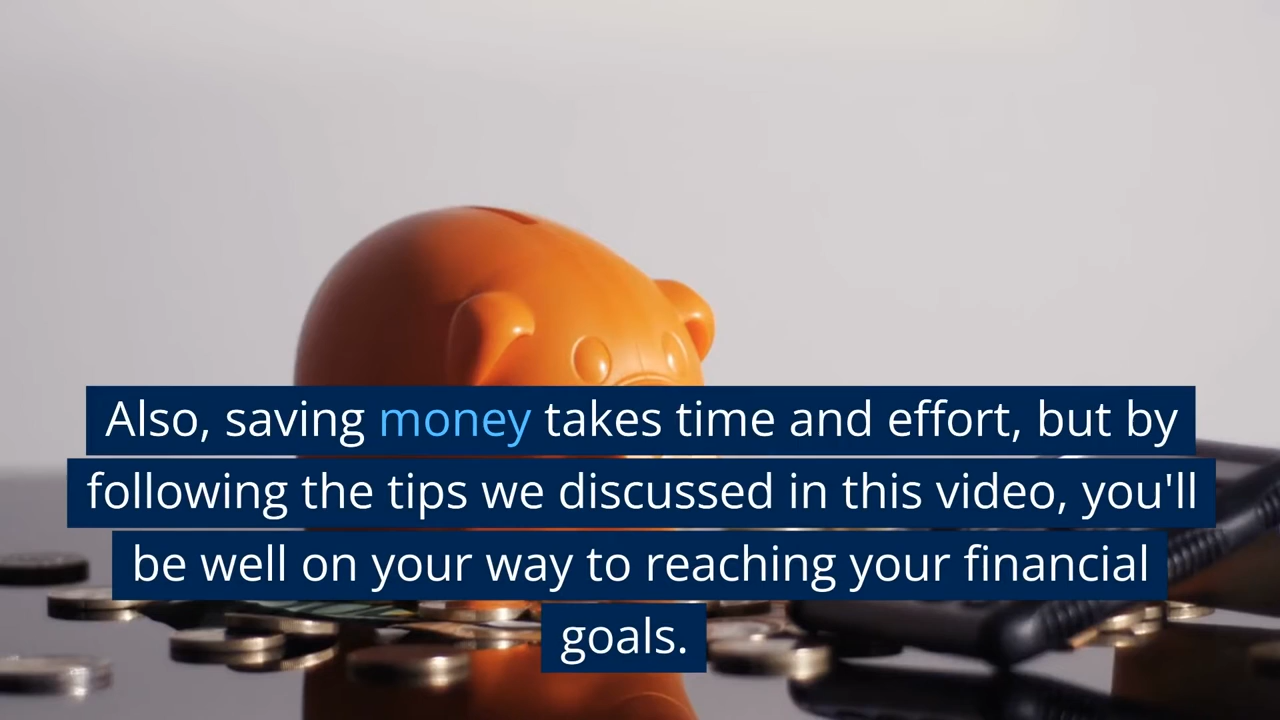 Also, saving money takes time and effort, but by
following the tips we discussed in this video, you'll
be well on your way to reaching your financial
goals.